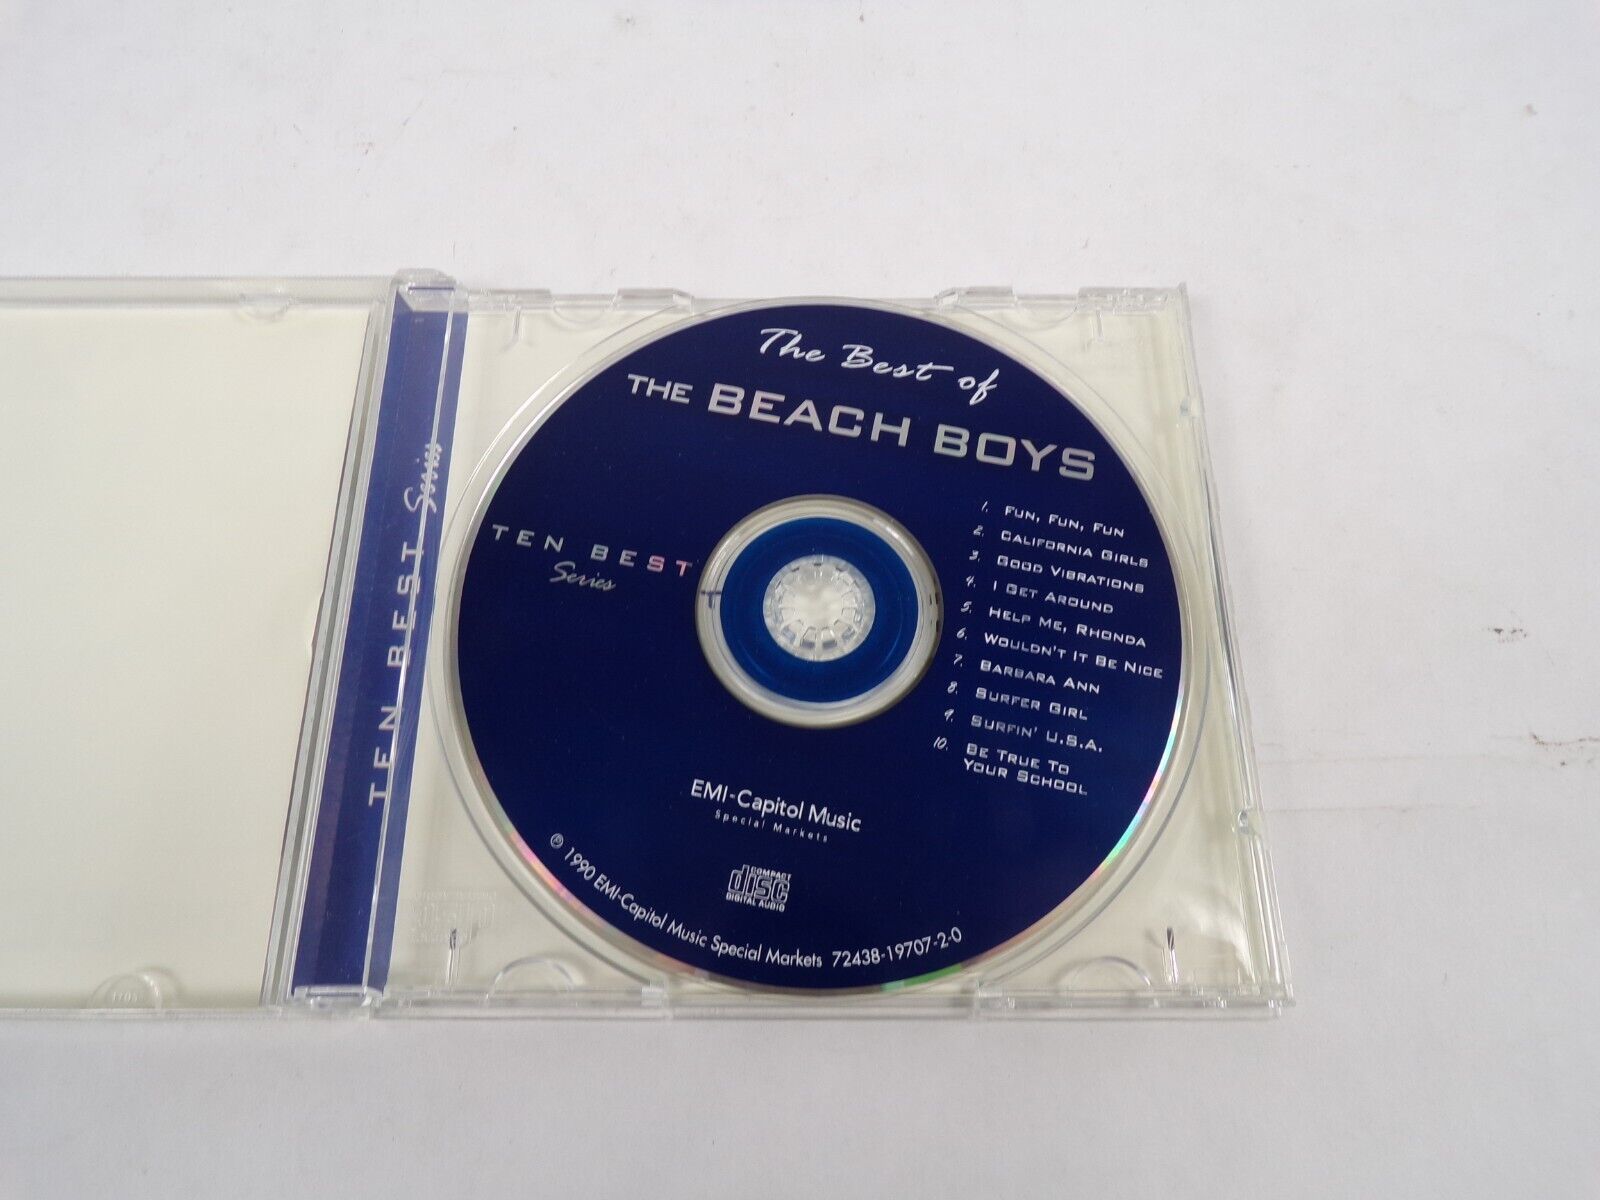 TEN BEST Series
The Best of
THE BEACH BOYS
TEN BEST
Series
1. FUN, FUN, FUN
2. CALIFORNIA GIRLS
3. GOOD VIBRATIONS
4. I GET AROUND
5. HELP ME, RHONDA
6. WOULDN'T IT BE NICE
7. BARBARA ANN
8. SURFER GIRL
9. SURFIN' U.S.A.
10. BE TRUE TO
YOUR SCHOOL
EMI-Capitol Music
Special Markets
COMPACT
disc
DIGITAL AUDIO
℗ 1990 EMI-Capitol Music Special Markets 72438-19707-2-0